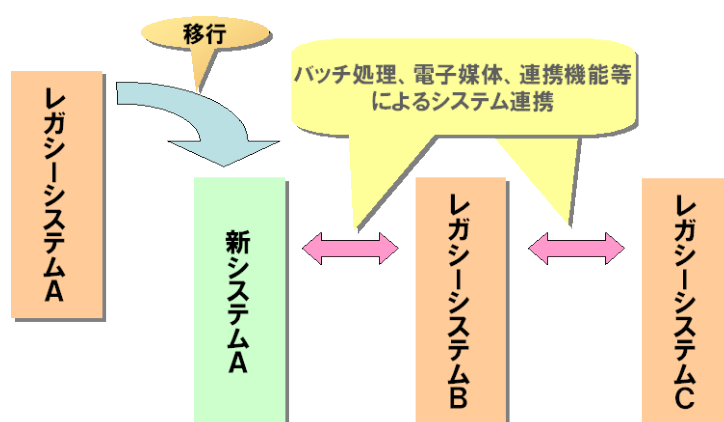 移行
バッチ処理、電子媒体、連携機能等
によるシステム連携
レガシーシステムA
新システムA
レガシーシステムB
レガシーシステムC